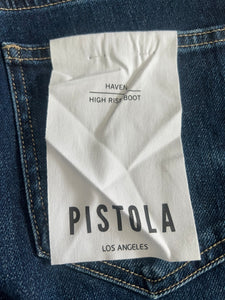 HAVEN
HIGH RISE BOOT
PISTOLA
LOS ANGELES